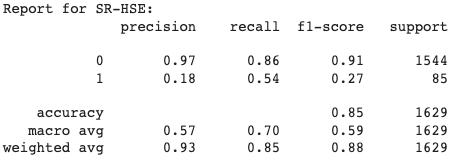 Report for SR-HSE:
precision recall f1-score support
0 0.97 0.86 0.91 1544
1 0.18 0.54 0.27 85
accuracy 0.85 1629
macro avg 0.57 0.70 0.59 1629
weighted avg 0.93 0.85 0.88 1629